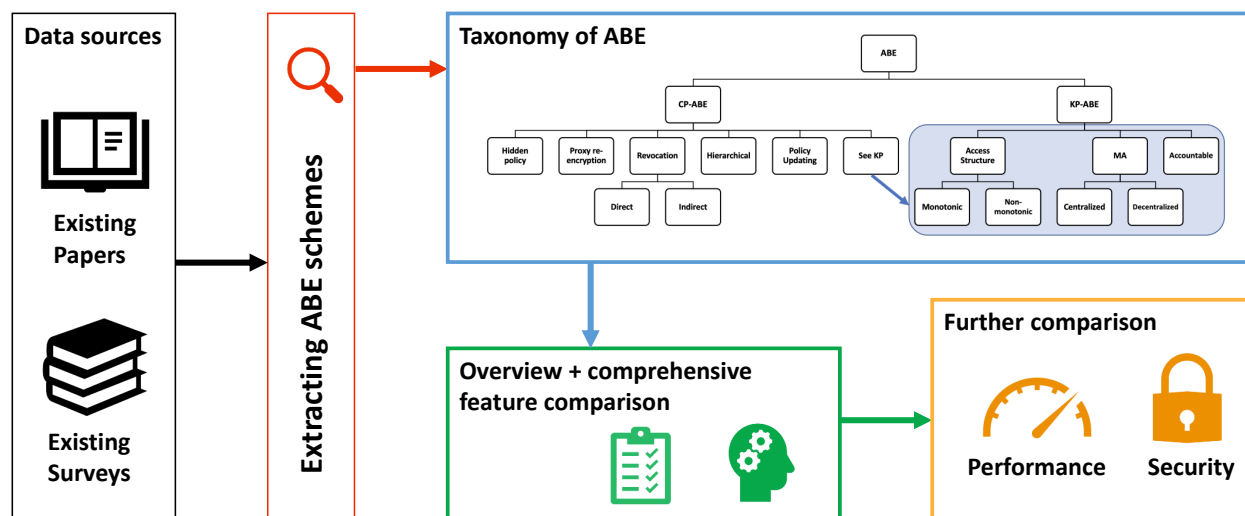 Data sources
Existing
Papers
Existing
Surveys
Extracting ABE schemes
Taxonomy of ABE
ABE
CP-ABE
KP-ABE
Hidden
policy
Proxy re-
encryption
Revocation
Hierarchical
Policy
Updating
See KP
Access
Structure
MA
Accountable
Direct
Indirect
Monotonic
Non-
monotonic
Centralized
Decentralized
Overview + comprehensive
feature comparison
Further comparison
Performance
Security